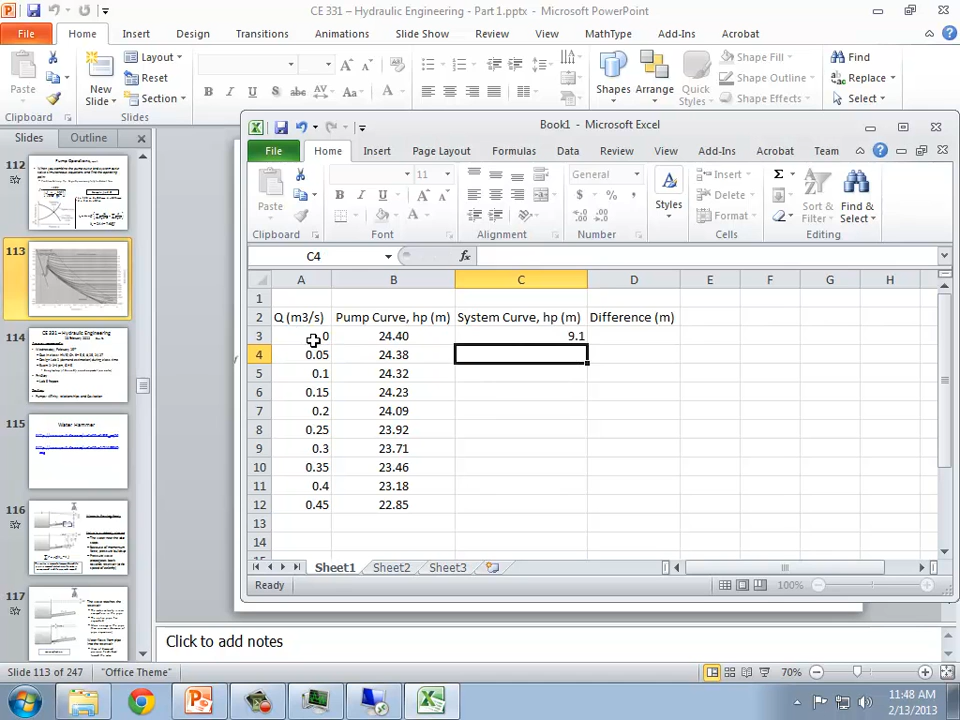 CE 331 – Hydraulic Engineering - Part 1.pptx - Microsoft PowerPoint
File Home Insert Design Transitions Animations Slide Show Review View MathType Add-Ins Acrobat
Paste
Clipboard
New Slide
Layout
Reset
Section
Slides
Shapes
Arrange
Quick Styles
Shape Fill
Shape Outline
Shape Effects
Find
Replace
Select
Slides Outline
112
113
114
CE 331 – Hydraulic Engineering
115
Water Hammer
116
117
Book1 - Microsoft Excel
File Home Insert Page Layout Formulas Data Review View Add-Ins Acrobat Team
Paste
Clipboard
11
Font
Alignment
General
Number
Styles
Insert
Delete
Format
Cells
Sort & Filter
Find & Select
Editing
C4
fx
A B C D E F G H
1
2 Q (m3/s) Pump Curve, hp (m) System Curve, hp (m) Difference (m)
3 0 24.40 9.1
4 0.05 24.38
5 0.1 24.32
6 0.15 24.23
7 0.2 24.09
8 0.25 23.92
9 0.3 23.71
10 0.35 23.46
11 0.4 23.18
12 0.45 22.85
13
14
15
Sheet1 Sheet2 Sheet3
Ready 100%
Click to add notes
Slide 113 of 247 "Office Theme" 70%
11:48 AM
2/13/2013